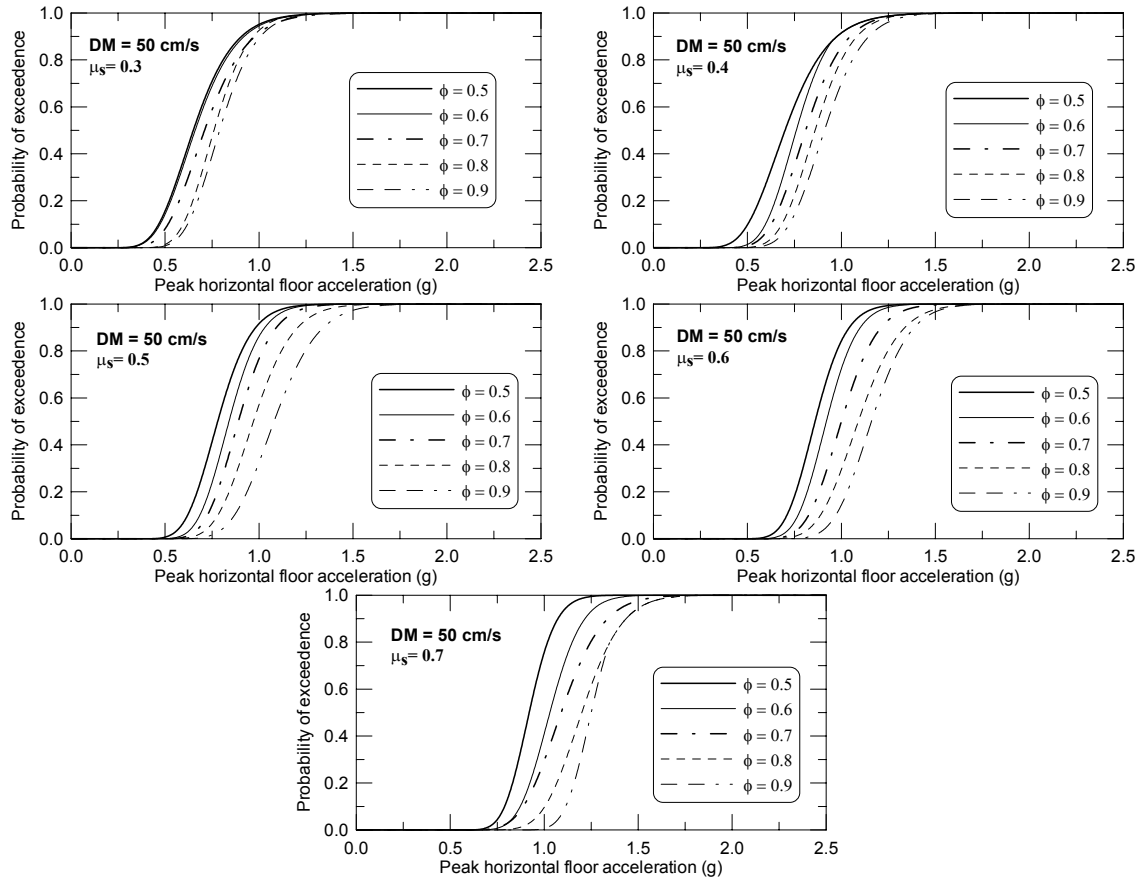 Probability of exceedence
1.0
0.8
0.6
0.4
0.2
0.0
DM = 50 cm/s
μs= 0.3
ϕ = 0.5
ϕ = 0.6
ϕ = 0.7
ϕ = 0.8
ϕ = 0.9
0.0 0.5 1.0 1.5 2.0 2.5
Peak horizontal floor acceleration (g)
Probability of exceedence
1.0
0.8
0.6
0.4
0.2
0.0
DM = 50 cm/s
μs= 0.4
ϕ = 0.5
ϕ = 0.6
ϕ = 0.7
ϕ = 0.8
ϕ = 0.9
0.0 0.5 1.0 1.5 2.0 2.5
Peak horizontal floor acceleration (g)
Probability of exceedence
1.0
0.8
0.6
0.4
0.2
0.0
DM = 50 cm/s
μs= 0.5
ϕ = 0.5
ϕ = 0.6
ϕ = 0.7
ϕ = 0.8
ϕ = 0.9
0.0 0.5 1.0 1.5 2.0 2.5
Peak horizontal floor acceleration (g)
Probability of exceedence
1.0
0.8
0.6
0.4
0.2
0.0
DM = 50 cm/s
μs= 0.6
ϕ = 0.5
ϕ = 0.6
ϕ = 0.7
ϕ = 0.8
ϕ = 0.9
0.0 0.5 1.0 1.5 2.0 2.5
Peak horizontal floor acceleration (g)
Probability of exceedence
1.0
0.8
0.6
0.4
0.2
0.0
DM = 50 cm/s
μs= 0.7
ϕ = 0.5
ϕ = 0.6
ϕ = 0.7
ϕ = 0.8
ϕ = 0.9
0.0 0.5 1.0 1.5 2.0 2.5
Peak horizontal floor acceleration (g)